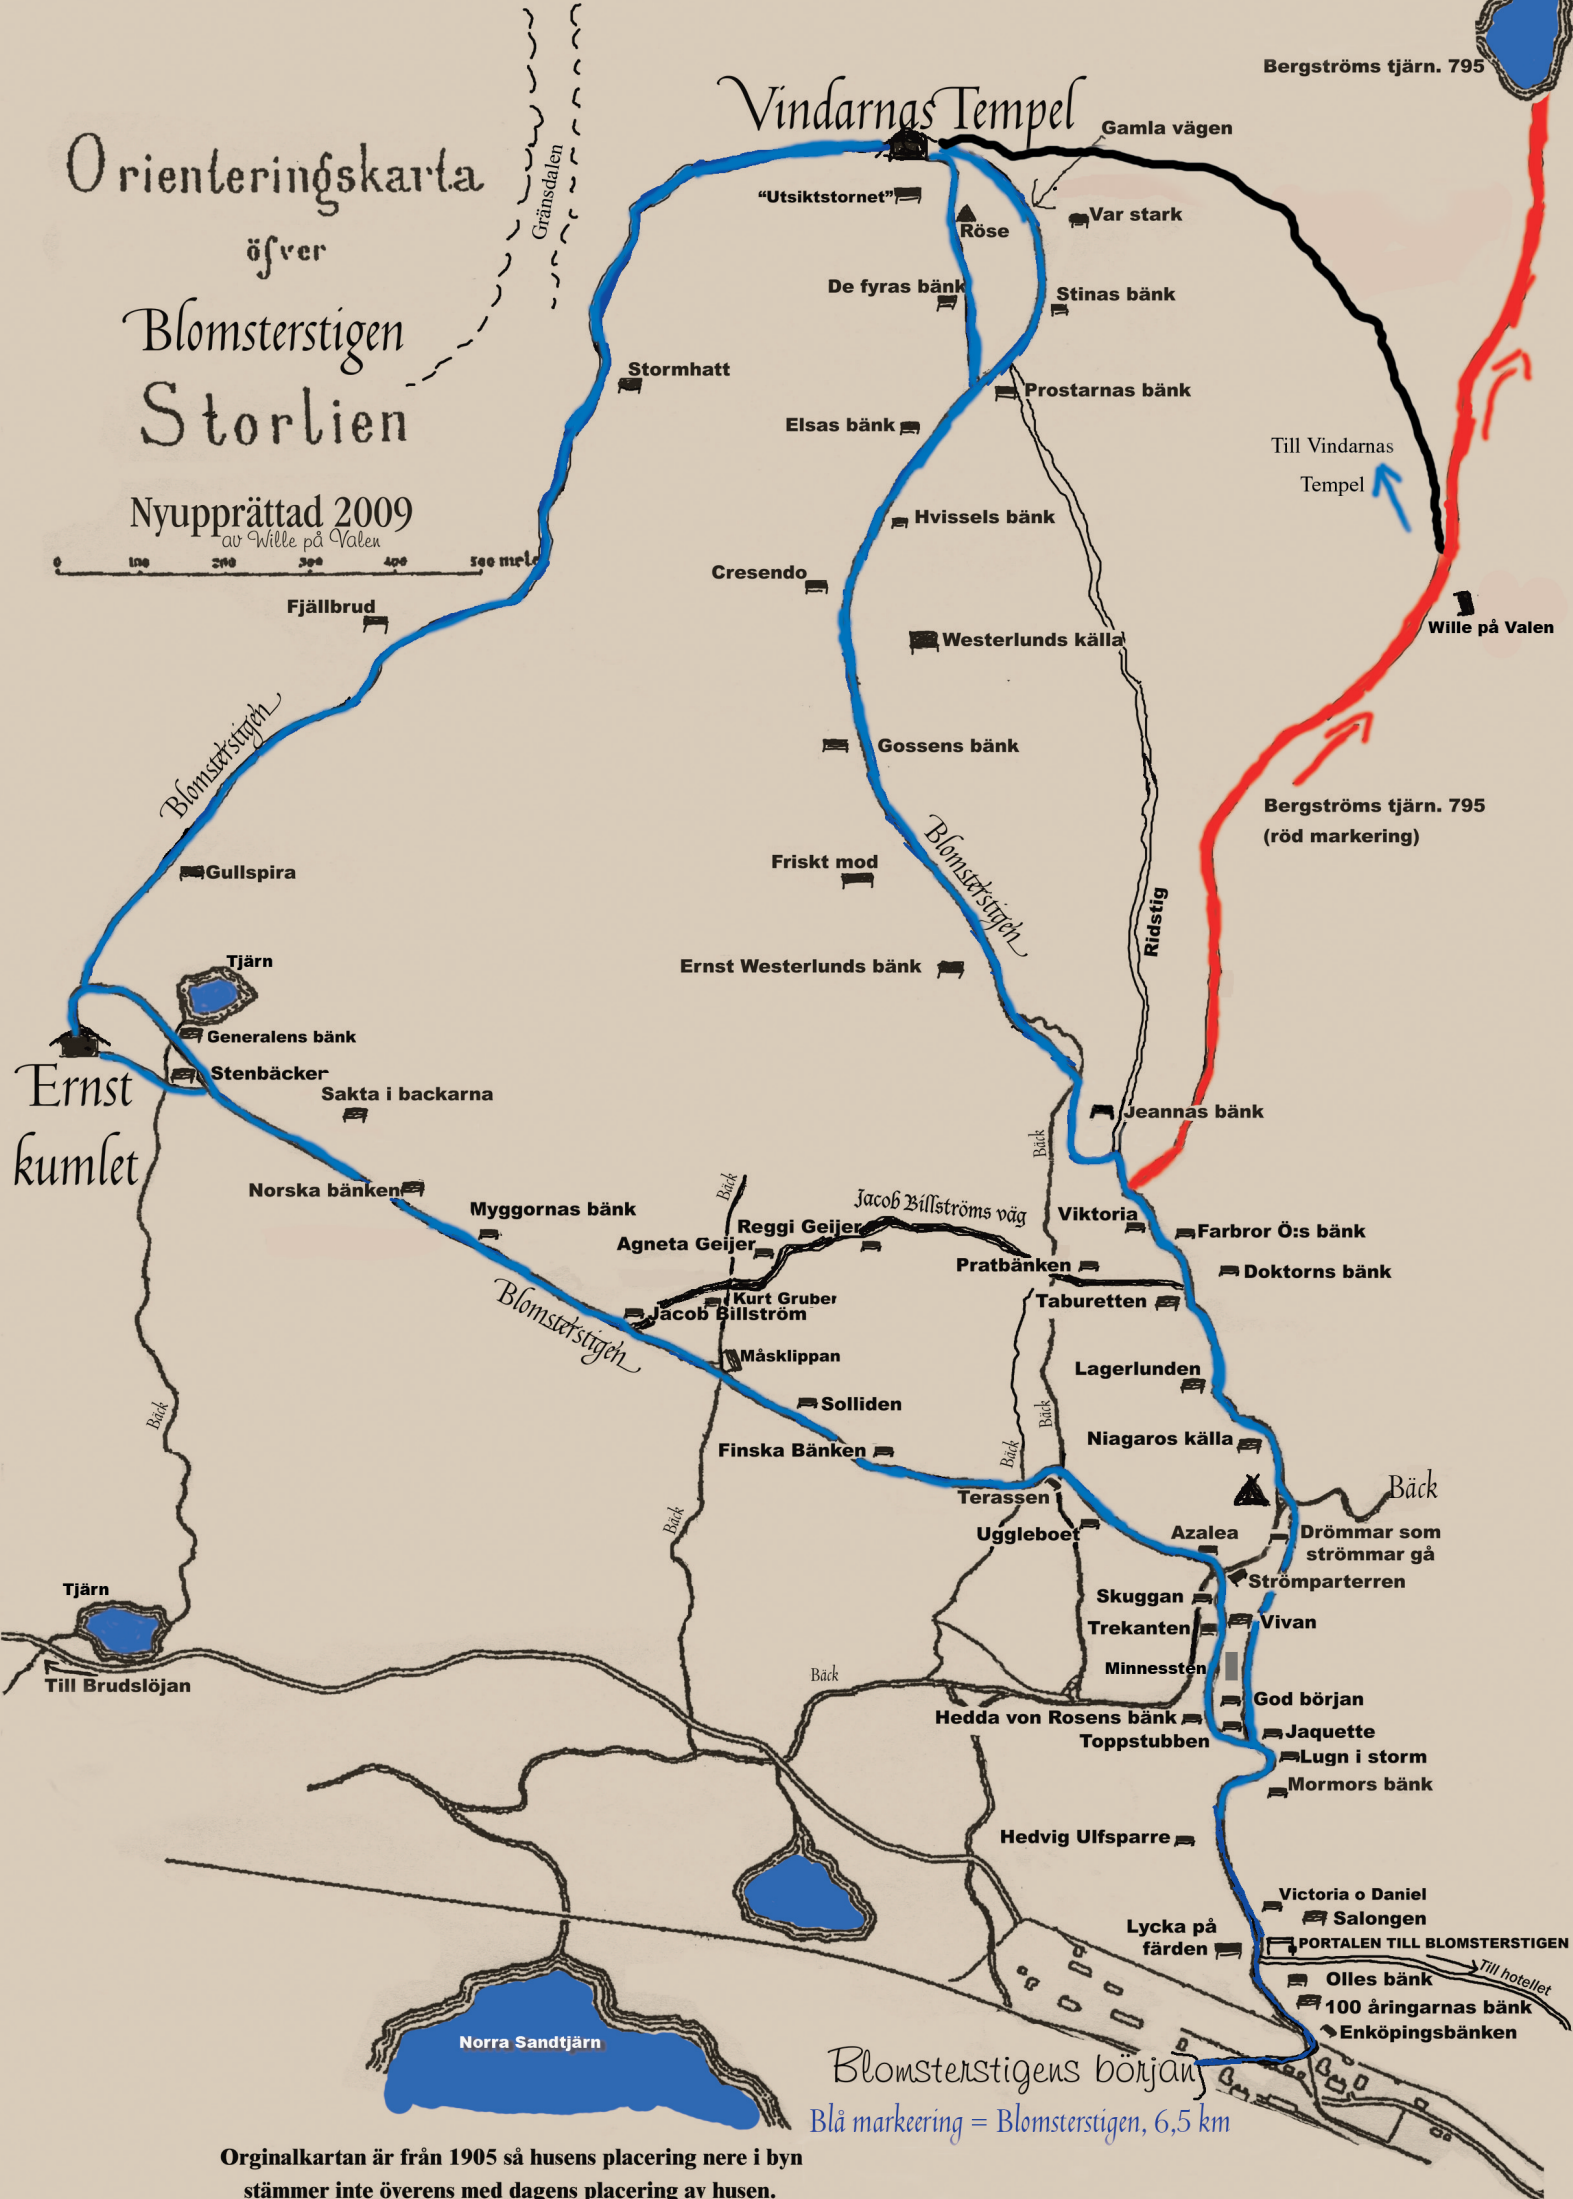 Orienteringskarta
öfver
Blomsterstigen
Storlien
Nyupprättad 2009
av Wille på Valen
0 100 200 300 400 500 meter
Gränsdalen
Vindarnas Tempel
Bergströms tjärn. 795
Gamla vägen
"Utsiktstornet"
Var stark
Röse
De fyras bänk
Stinas bänk
Stormhatt
Prostarnas bänk
Elsas bänk
Till Vindarnas
Tempel
Hvissels bänk
Cresendo
Fjällbrud
Wille på Valen
Westerlunds källa
Blomsterstigen
Gossens bänk
Bergströms tjärn. 795
(röd markering)
Blomsterstigen
Friskt mod
Gullspira
Ridstig
Ernst Westerlunds bänk
Tjärn
Generalens bänk
Stenbäcker
Ernst
kumlet
Sakta i backarna
Jeannas bänk
Bäck
Norska bänken
Bäck
Myggornas bänk
Jacob Billströms väg
Reggi Geijer
Agneta Geijer
Viktoria
Farbror Ö:s bänk
Pratbänken
Doktorns bänk
Kurt Gruber
Jacob Billström
Taburetten
Blomsterstigen
Måsklippan
Lagerlunden
Solliden
Bäck
Bäck
Finska Bänken
Niagaros källa
Bäck
Bäck
Terassen
Bäck
Uggleboet
Azalea
Drömmar som
strömmar gå
Strömparterren
Skuggan
Trekanten
Vivan
Tjärn
Minnessten
Bäck
Till Brudslöjan
God början
Hedda von Rosens bänk
Toppstubben
Jaquette
Lugn i storm
Mormors bänk
Hedvig Ulfsparre
Victoria o Daniel
Salongen
Lycka på
färden
PORTALEN TILL BLOMSTERSTIGEN
Till hotellet
Olles bänk
100 åringarnas bänk
Enköpingsbänken
Norra Sandtjärn
Blomsterstigens början
Blå markeering = Blomsterstigen, 6,5 km
Orginalkartan är från 1905 så husens placering nere i byn
stämmer inte överens med dagens placering av husen.